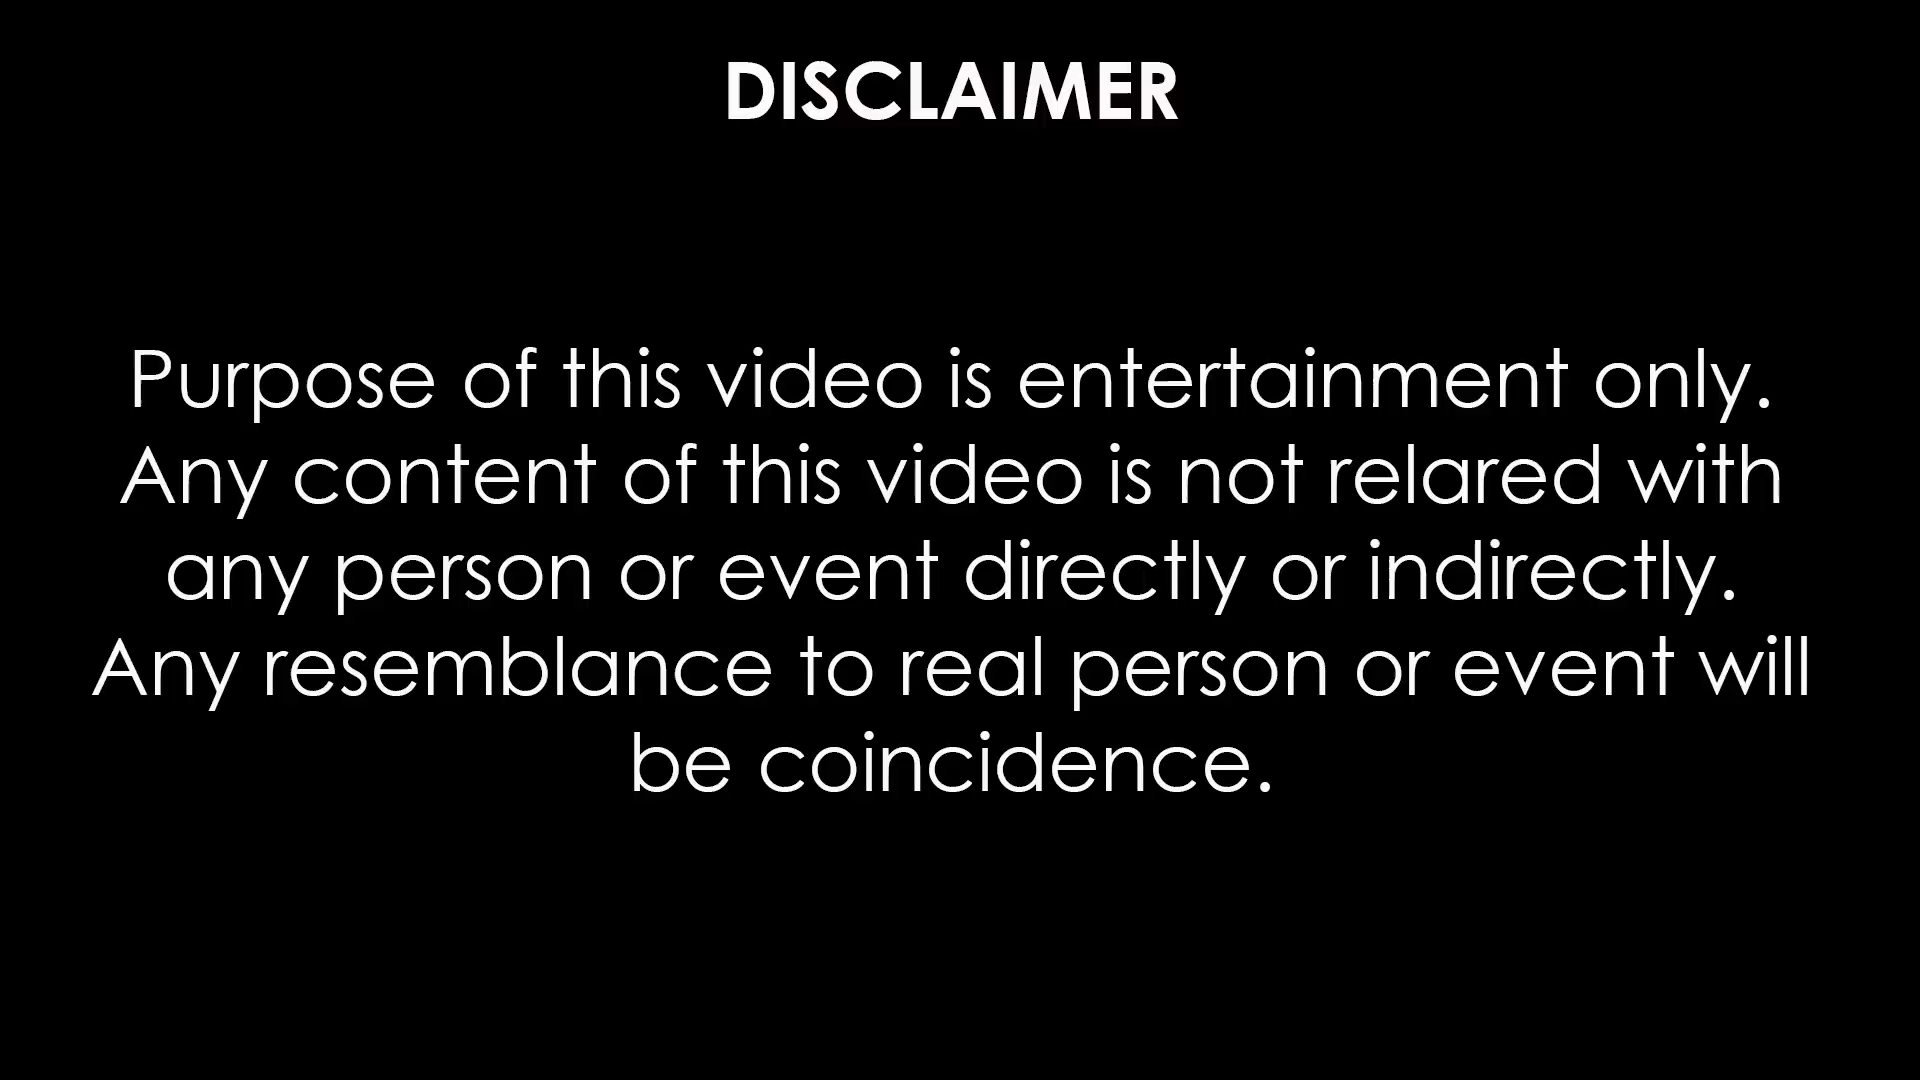 DISCLAIMER
Purpose of this video is entertainment only.
Any content of this video is not relared with
any person or event directly or indirectly.
Any resemblance to real person or event will
be coincidence.